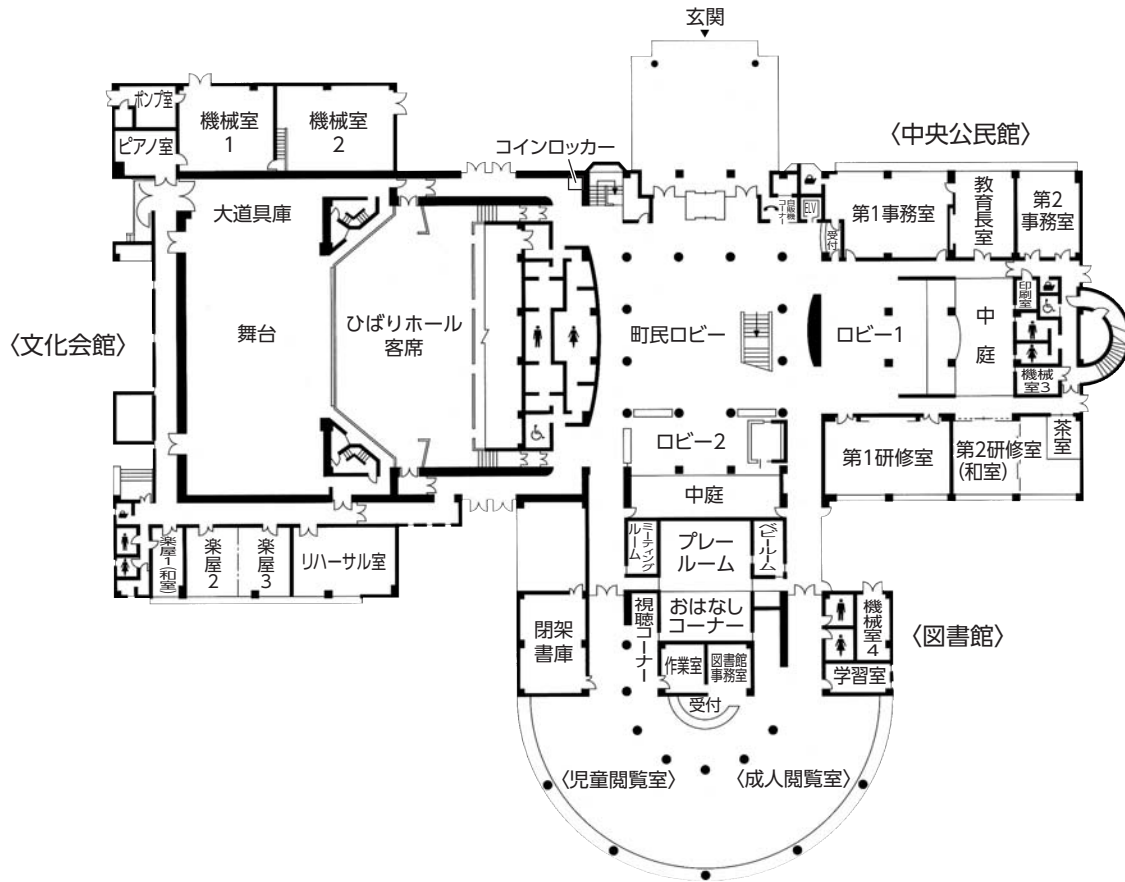 玄関
ポンプ室
機械室
1
機械室
2
ピアノ室
コインロッカー
〈中央公民館〉
大道具庫
自販機
コーナー
ELV
受付
第1事務室
教育長室
第2
事務室
印刷室
〈文化会館〉
舞台
ひばりホール
客席
町民ロビー
ロビー1
中庭
機械室3
ロビー2
第1研修室
第2研修室
(和室)
茶室
中庭
楽屋1(和室)
楽屋2
楽屋3
リハーサル室
ミーティング
ルーム
プレー
ルーム
ベビールーム
閉架
書庫
視聴コーナー
おはなし
コーナー
機械室4
〈図書館〉
作業室
図書館
事務室
学習室
受付
〈児童閲覧室〉
〈成人閲覧室〉